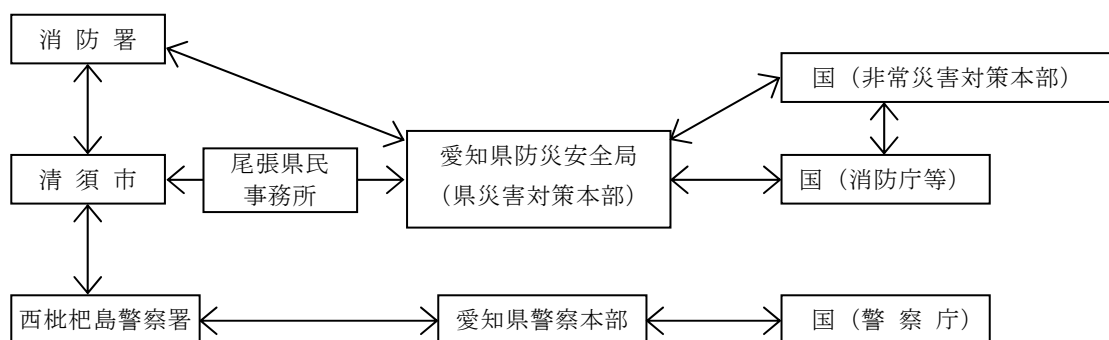 消 防 署
国（非常災害対策本部）
清 須 市
尾張県民
事務所
愛知県防災安全局
（県災害対策本部）
国（消防庁等）
西枇杷島警察署
愛知県警察本部
国（警 察 庁）